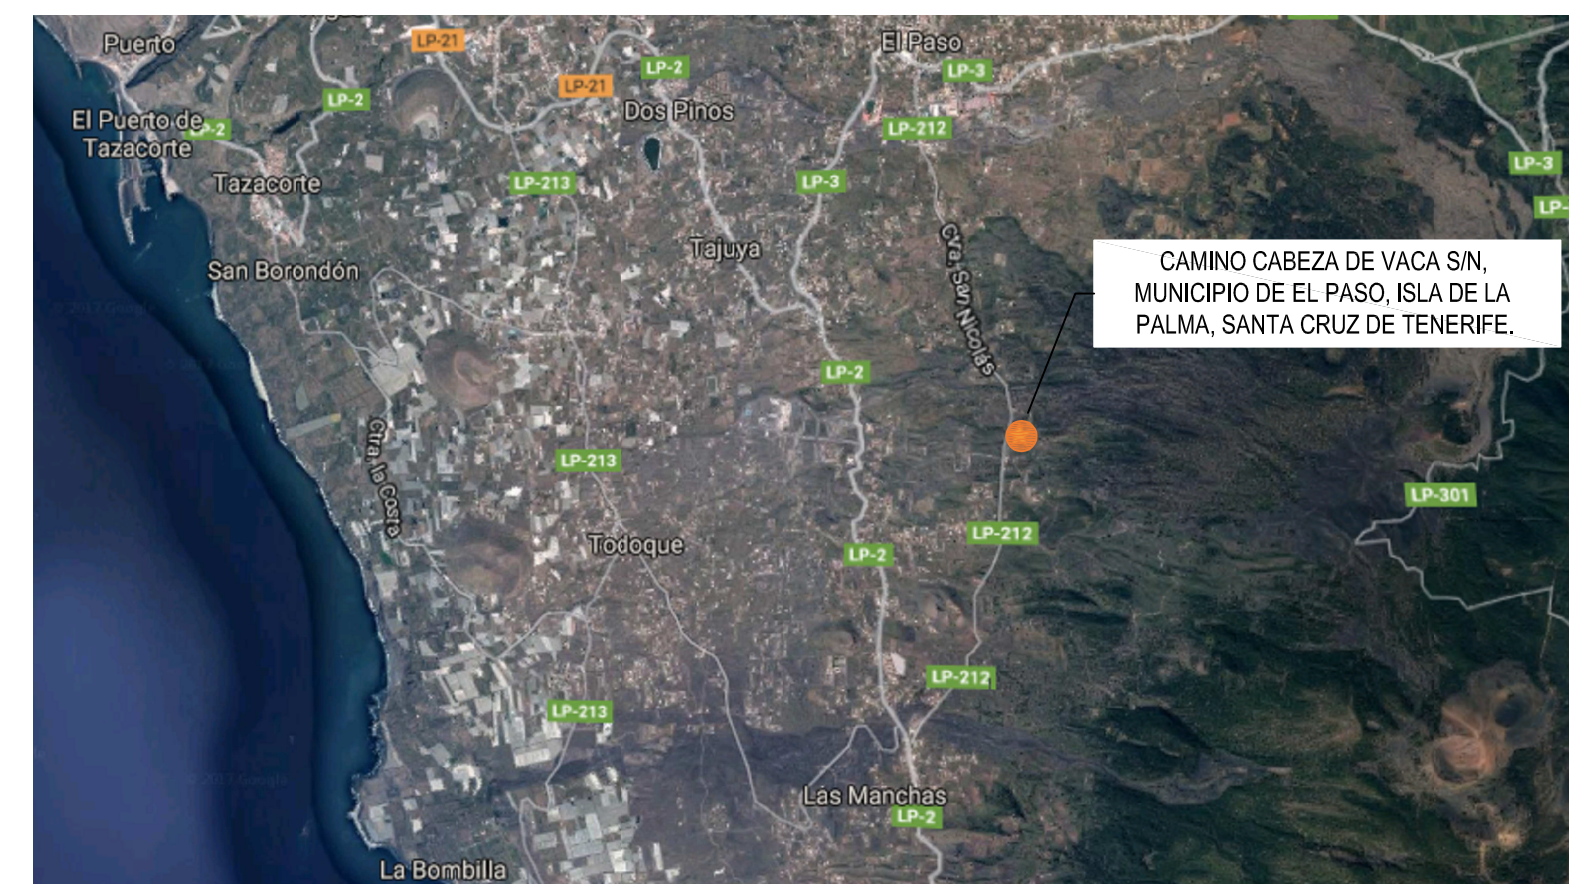 Puerto
LP-21
El Paso
LP-2
LP-3
LP-21
LP-2
Dos Pinos
El Puerto de
Tazacorte
LP-2
LP-212
LP-3
Tazacorte
LP-213
LP-3
LP-
Tajuya
San Borondón
Ctra. San Nicolás
CAMINO CABEZA DE VACA S/N,
MUNICIPIO DE EL PASO, ISLA DE LA
PALMA, SANTA CRUZ DE TENERIFE.
© 2017 Google
LP-2
Ctra. la Costa
LP-213
LP-301
Todoque
LP-2
LP-212
LP-212
LP-213
© 2017 Google
Las Manchas
LP-2
La Bombilla